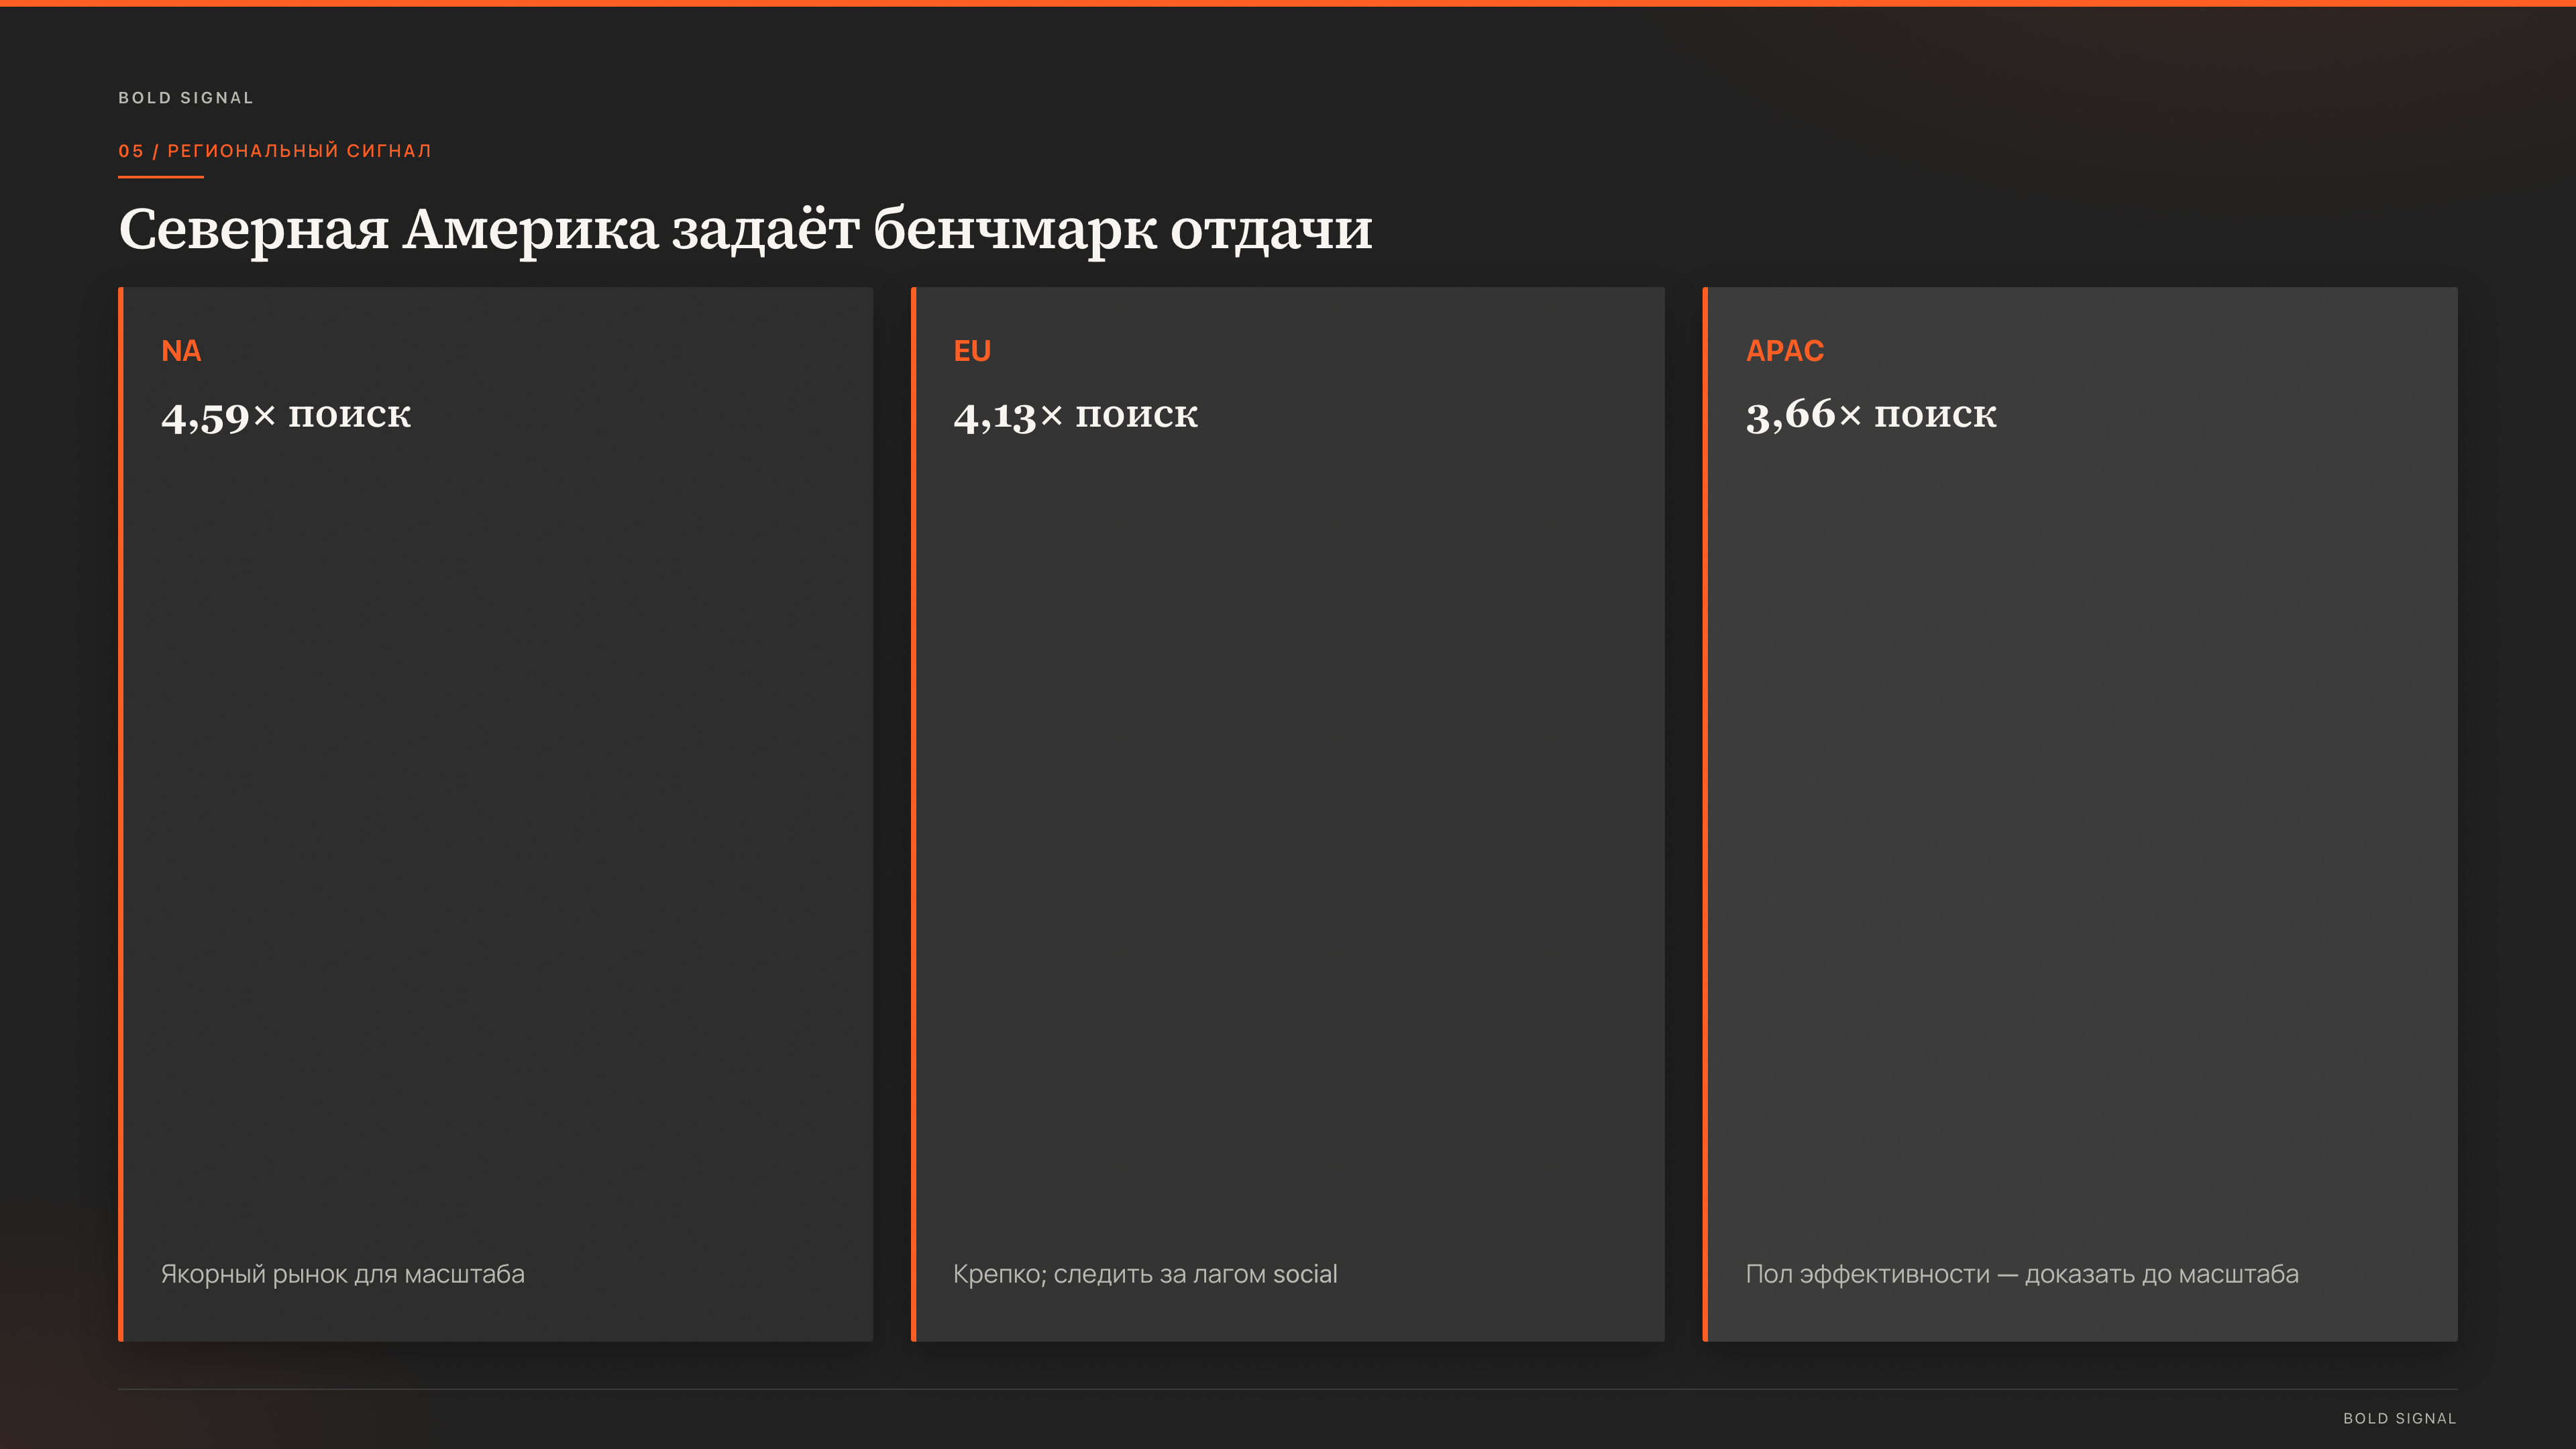 BOLD SIGNAL
05 / РЕГИОНАЛЬНЫЙ СИГНАЛ
Северная Америка задаёт бенчмарк отдачи
NA
4,59× поиск
Якорный рынок для масштаба
EU
4,13× поиск
Крепко; следить за лагом social
APAC
3,66× поиск
Пол эффективности — доказать до масштаба
BOLD SIGNAL